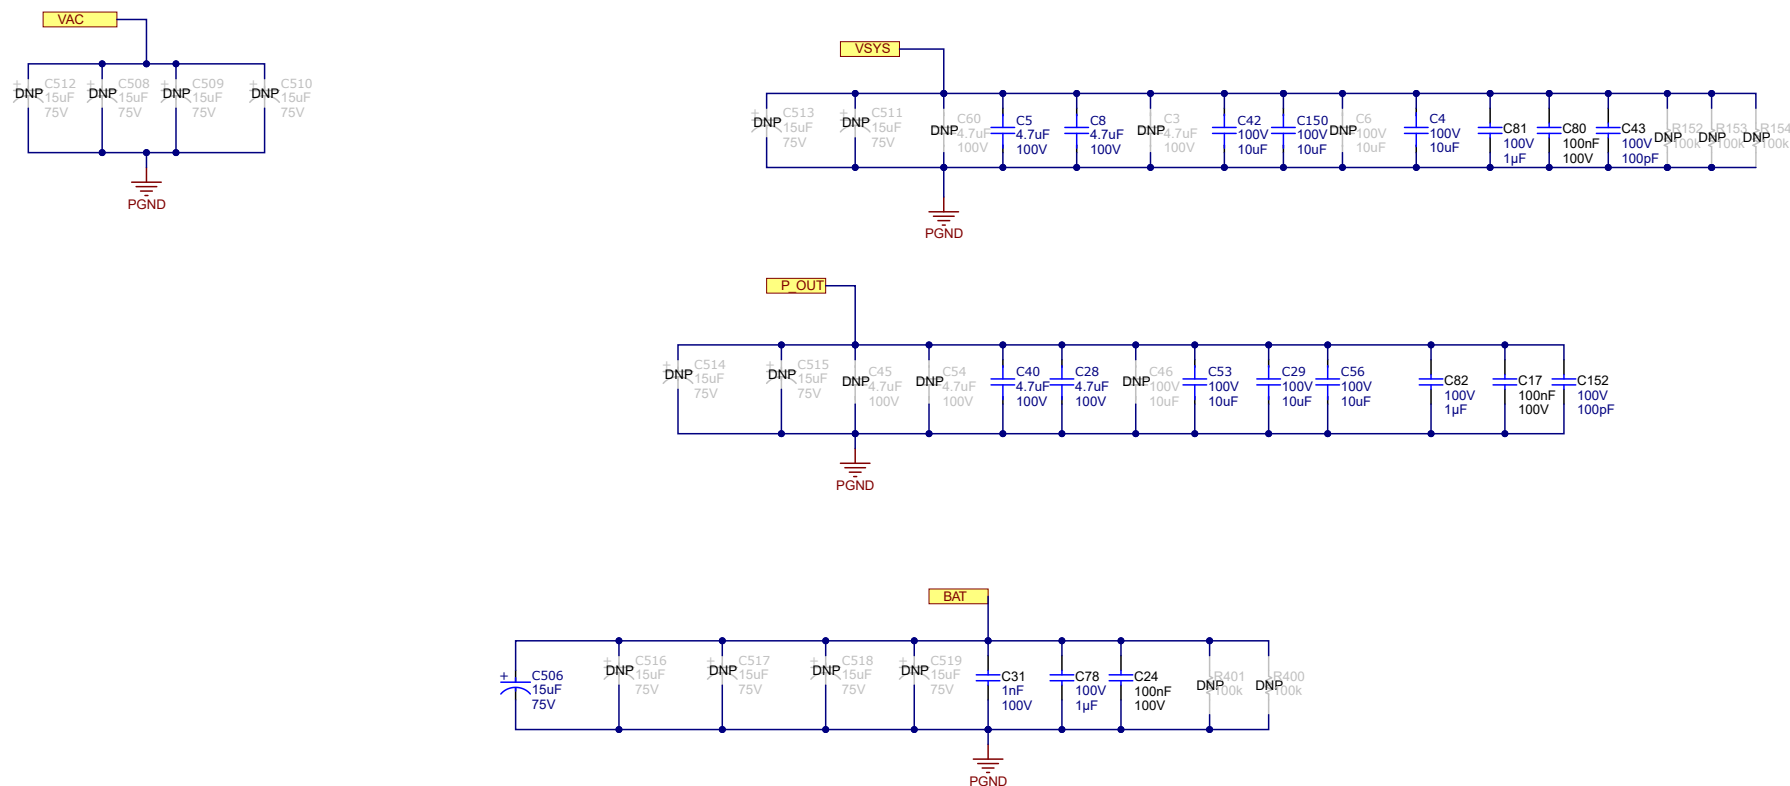 VAC
+ C512
DNP
15uF
75V
+ C508
DNP
15uF
75V
+ C509
DNP
15uF
75V
+ C510
DNP
15uF
75V
PGND
VSYS
+ C513
DNP
15uF
75V
+ C511
DNP
15uF
75V
C60
DNP
4.7uF
100V
C5
4.7uF
100V
C8
4.7uF
100V
C3
DNP
4.7uF
100V
C42
100V
10uF
C150
100V
10uF
C6
DNP
100V
10uF
C4
100V
10uF
C81
100V
1µF
C80
100nF
100V
C43
100V
100pF
R152
DNP
100k
R153
DNP
100k
R154
DNP
100k
PGND
P_OUT
+ C514
DNP
15uF
75V
+ C515
DNP
15uF
75V
C45
DNP
4.7uF
100V
C54
DNP
4.7uF
100V
C40
4.7uF
100V
C28
4.7uF
100V
C46
DNP
100V
10uF
C53
100V
10uF
C29
100V
10uF
C56
100V
10uF
C82
100V
1µF
C17
100nF
100V
C152
100V
100pF
PGND
BAT
+ C506
15uF
75V
+ C516
DNP
15uF
75V
+ C517
DNP
15uF
75V
+ C518
DNP
15uF
75V
+ C519
DNP
15uF
75V
C31
1nF
100V
C78
100V
1µF
C24
100nF
100V
R401
DNP
100k
R400
DNP
100k
PGND